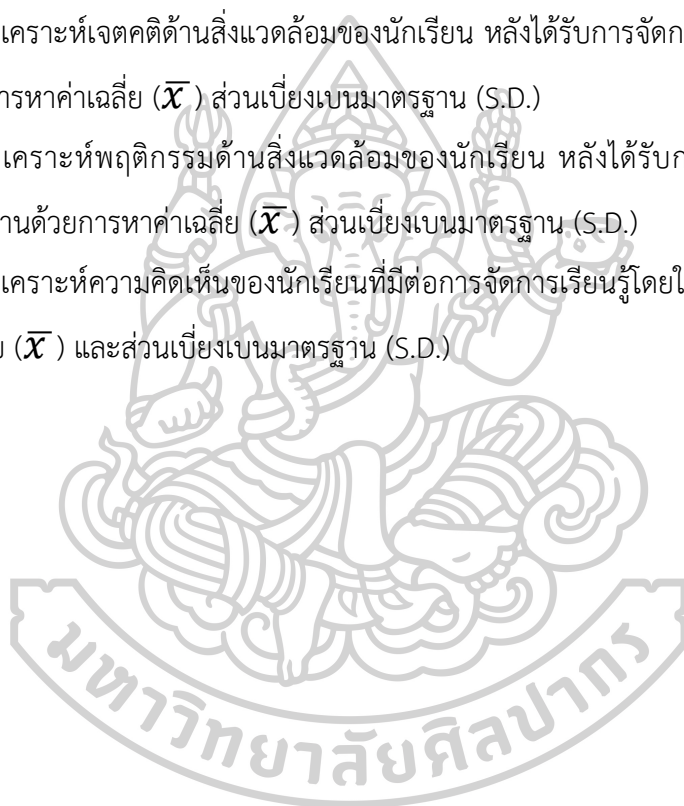 เคราะห์เจตคติด้านสิ่งแวดล้อมของนักเรียน หลังได้รับการจัดก
ารหาค่าเฉลี่ย (x̅ ) ส่วนเบี่ยงเบนมาตรฐาน (S.D.)
เคราะห์พฤติกรรมด้านสิ่งแวดล้อมของนักเรียน หลังได้รับก
านด้วยการหาค่าเฉลี่ย (x̅ ) ส่วนเบี่ยงเบนมาตรฐาน (S.D.)
เคราะห์ความคิดเห็นของนักเรียนที่มีต่อการจัดการเรียนรู้โดยใ
ย (x̅ ) และส่วนเบี่ยงเบนมาตรฐาน (S.D.)
มหาวิทยาลัยศิลปากร